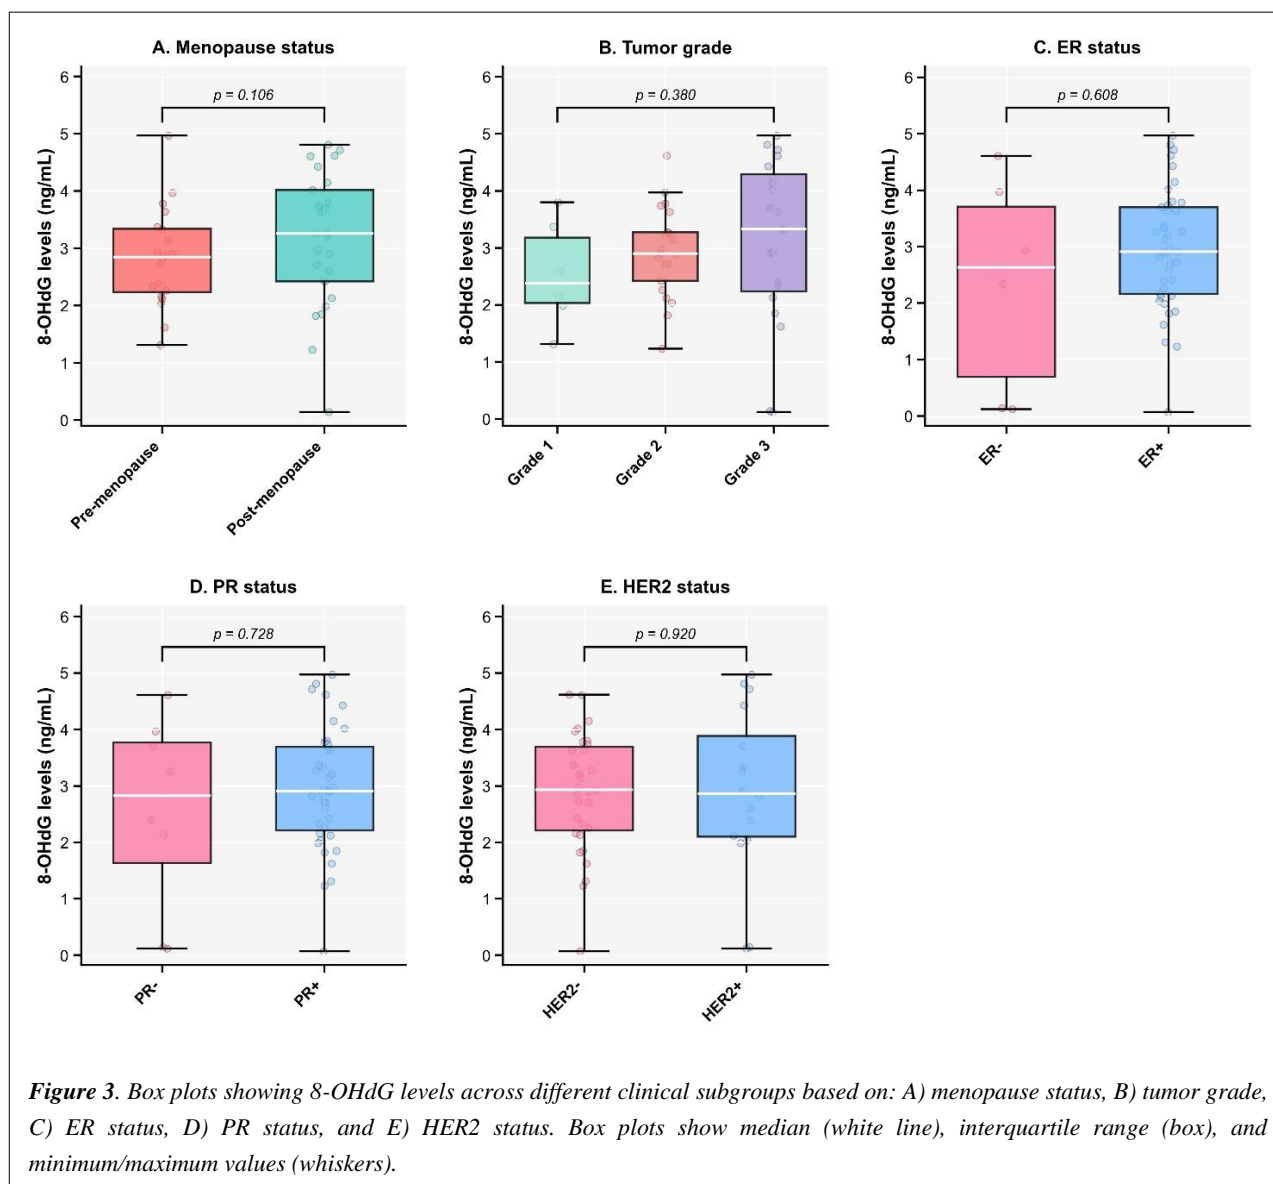 A. Menopause status
8-OHdG levels (ng/mL)
6
5
4
3
2
1
0
p = 0.106
Pre-menopause
Post-menopause
B. Tumor grade
8-OHdG levels (ng/mL)
6
5
4
3
2
1
0
p = 0.380
Grade 1
Grade 2
Grade 3
C. ER status
8-OHdG levels (ng/mL)
6
5
4
3
2
1
0
p = 0.608
ER-
ER+
D. PR status
8-OHdG levels (ng/mL)
6
5
4
3
2
1
0
p = 0.728
PR-
PR+
E. HER2 status
8-OHdG levels (ng/mL)
6
5
4
3
2
1
0
p = 0.920
HER2-
HER2+
Figure 3. Box plots showing 8-OHdG levels across different clinical subgroups based on: A) menopause status, B) tumor grade,
C) ER status, D) PR status, and E) HER2 status. Box plots show median (white line), interquartile range (box), and
minimum/maximum values (whiskers).